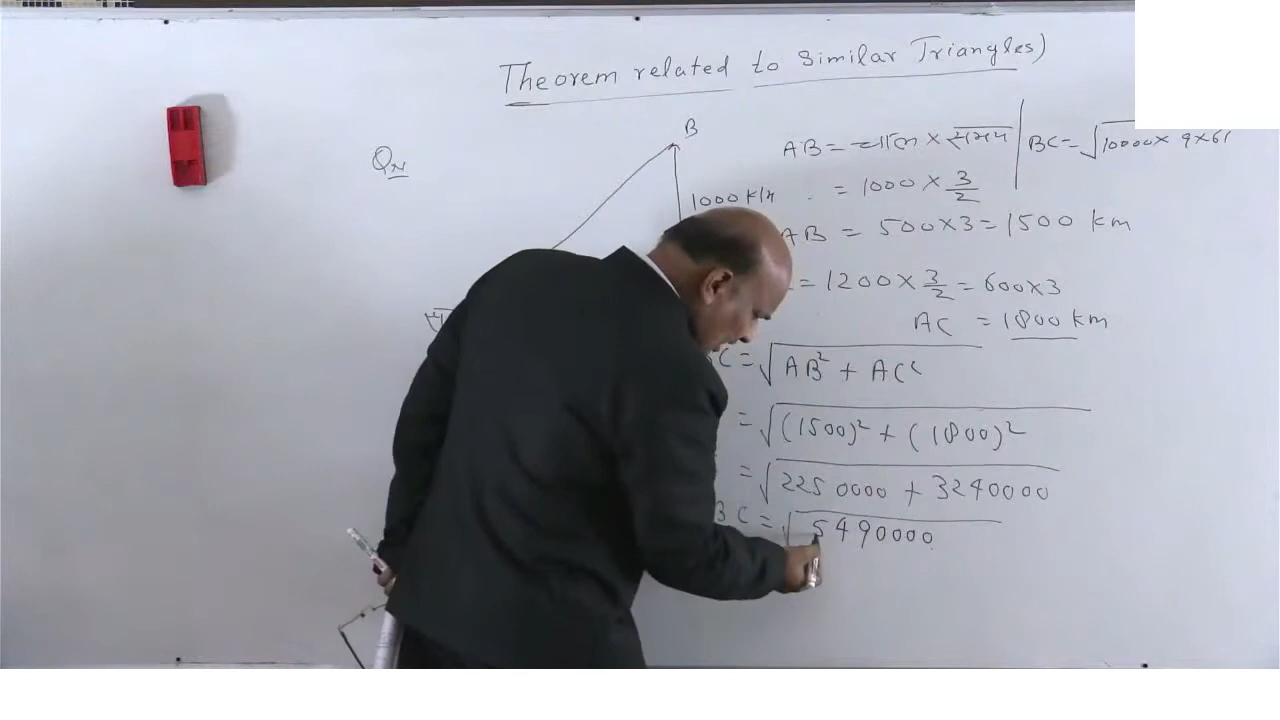 Theorem related to Similar Triangles)
Qn
B
1000 K/h
AB = चाल × समय
= 1000 × 3/2
AB = 500×3 = 1500 km
= 1200 × 3/2 = 600×3
AC = 1800 km
C = √AB² + AC²
= √(1500)² + (1800)²
= √2250000 + 3240000
BC = √5490000
BC = √10000 × 9×61